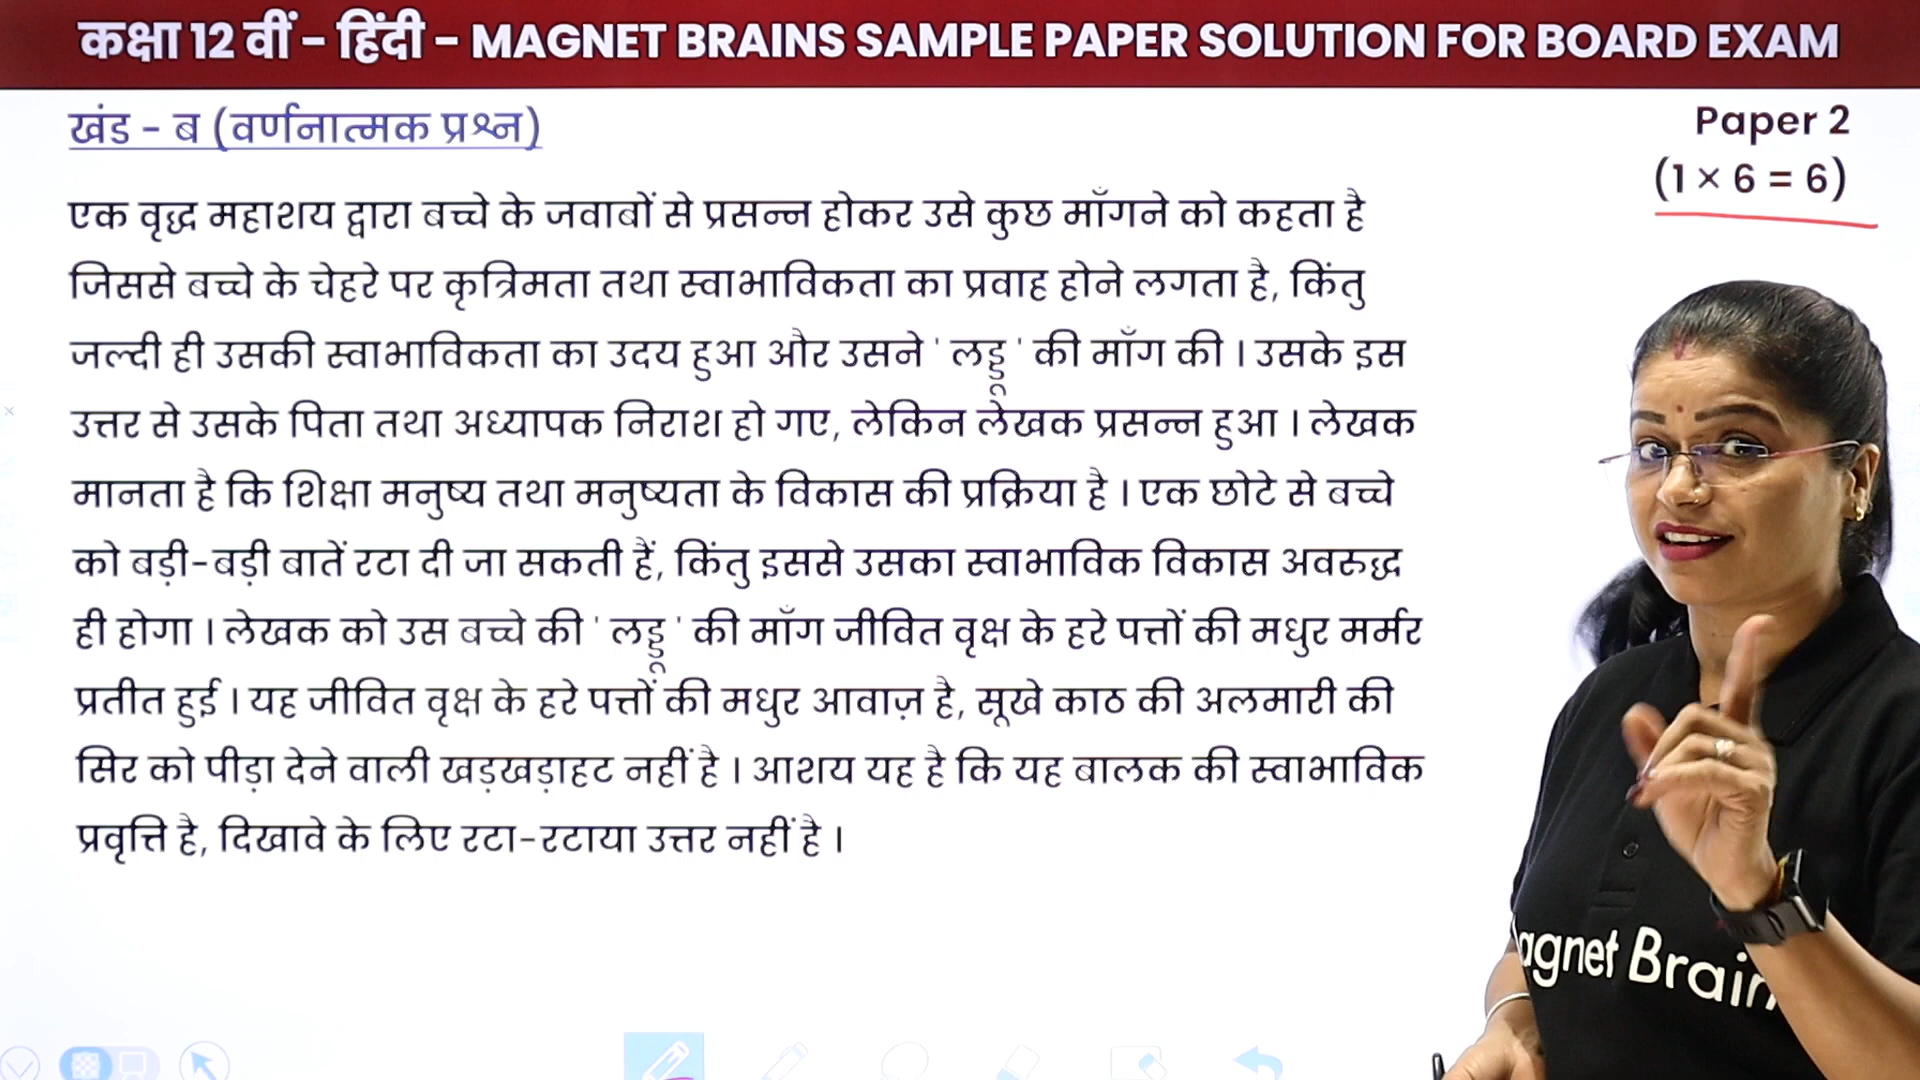 कक्षा 12 वीं - हिंदी - MAGNET BRAINS SAMPLE PAPER SOLUTION FOR BOARD EXAM
खंड - ब (वर्णनात्मक प्रश्न)
Paper 2
(1 × 6 = 6)
एक वृद्ध महाशय द्वारा बच्चे के जवाबों से प्रसन्न होकर उसे कुछ माँगने को कहता है
जिससे बच्चे के चेहरे पर कृत्रिमता तथा स्वाभाविकता का प्रवाह होने लगता है, किंतु
जल्दी ही उसकी स्वाभाविकता का उदय हुआ और उसने ' लड्डू ' की माँग की । उसके इस
उत्तर से उसके पिता तथा अध्यापक निराश हो गए, लेकिन लेखक प्रसन्न हुआ । लेखक
मानता है कि शिक्षा मनुष्य तथा मनुष्यता के विकास की प्रक्रिया है । एक छोटे से बच्चे
को बड़ी-बड़ी बातें रटा दी जा सकती हैं, किंतु इससे उसका स्वाभाविक विकास अवरुद्ध
ही होगा । लेखक को उस बच्चे की ' लड्डू ' की माँग जीवित वृक्ष के हरे पत्तों की मधुर मर्मर
प्रतीत हुई । यह जीवित वृक्ष के हरे पत्तों की मधुर आवाज़ है, सूखे काठ की अलमारी की
सिर को पीड़ा देने वाली खड़खड़ाहट नहीं है । आशय यह है कि यह बालक की स्वाभाविक
प्रवृत्ति है, दिखावे के लिए रटा-रटाया उत्तर नहीं है ।
agnet Brain